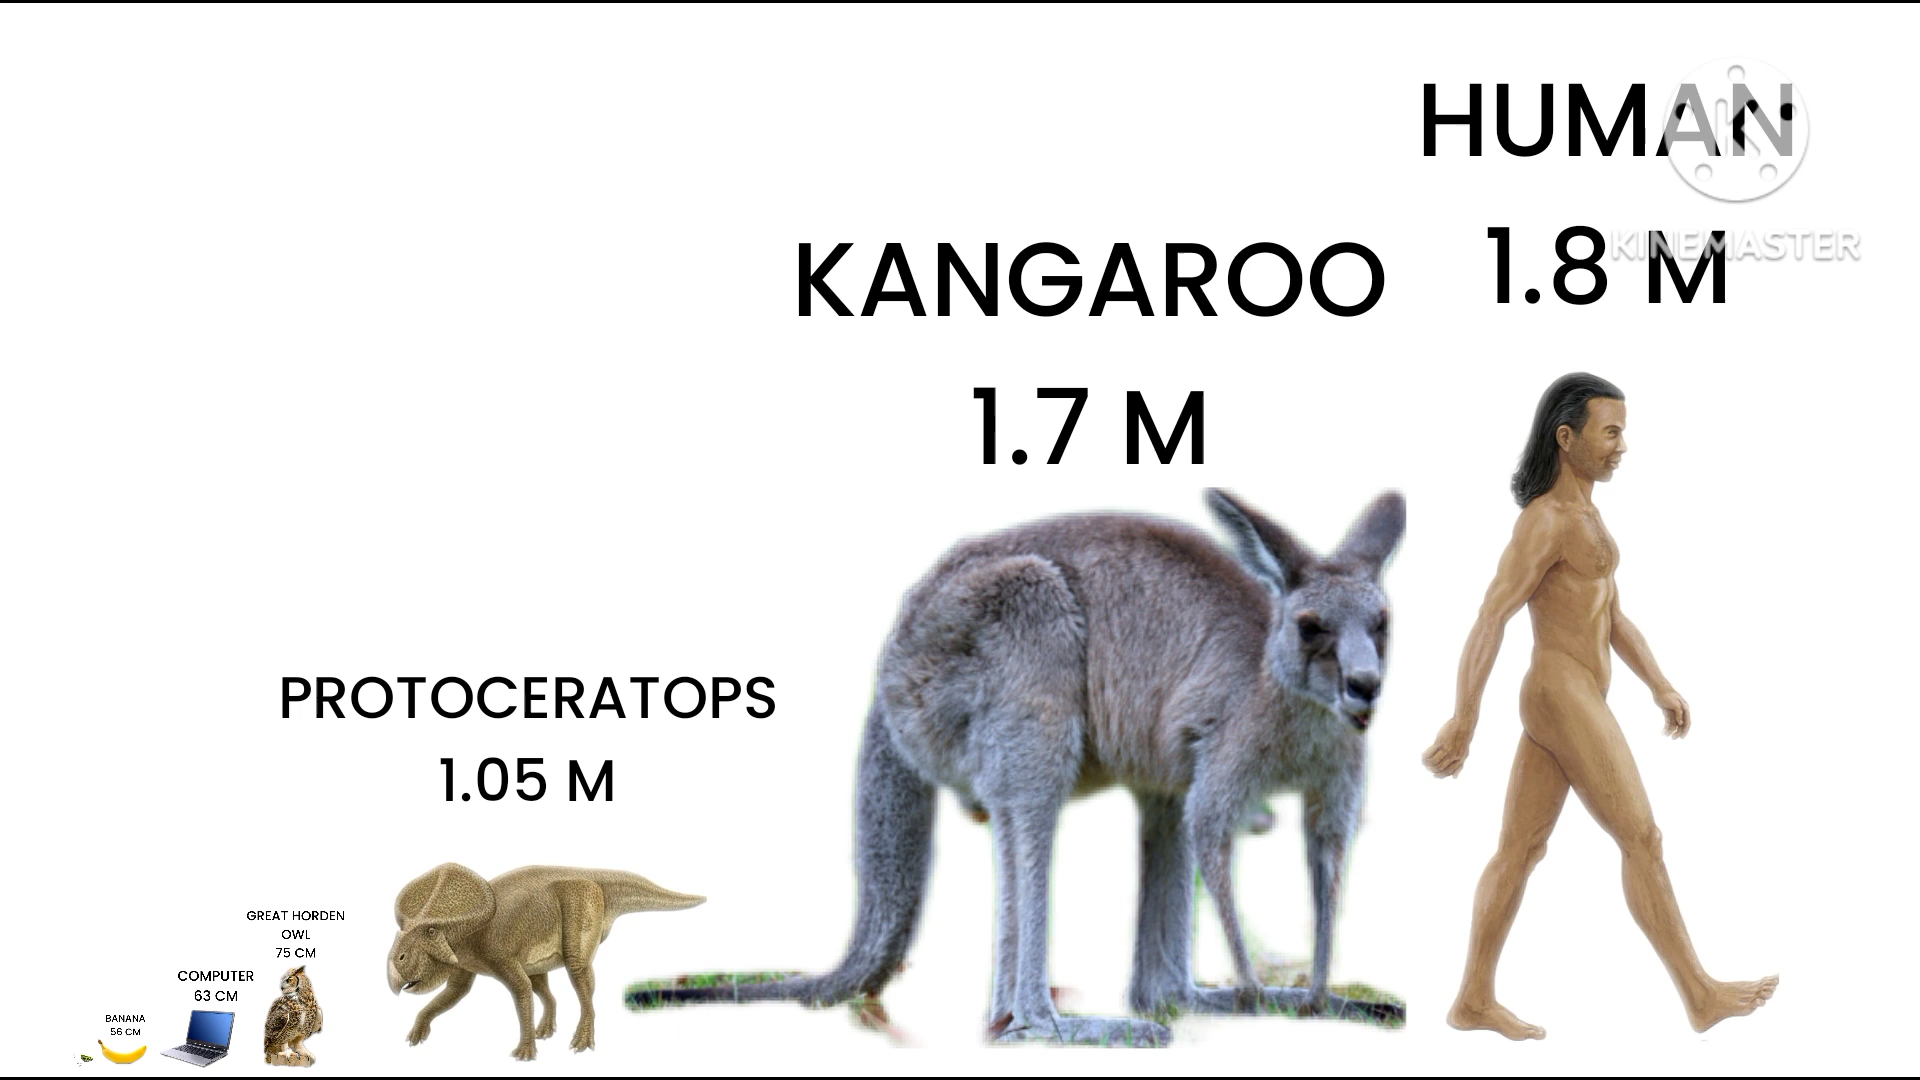 HUMAN
1.8 M
KINEMASTER
KANGAROO
1.7 M
PROTOCERATOPS
1.05 M
GREAT HORDEN
OWL
75 CM
COMPUTER
63 CM
BANANA
56 CM